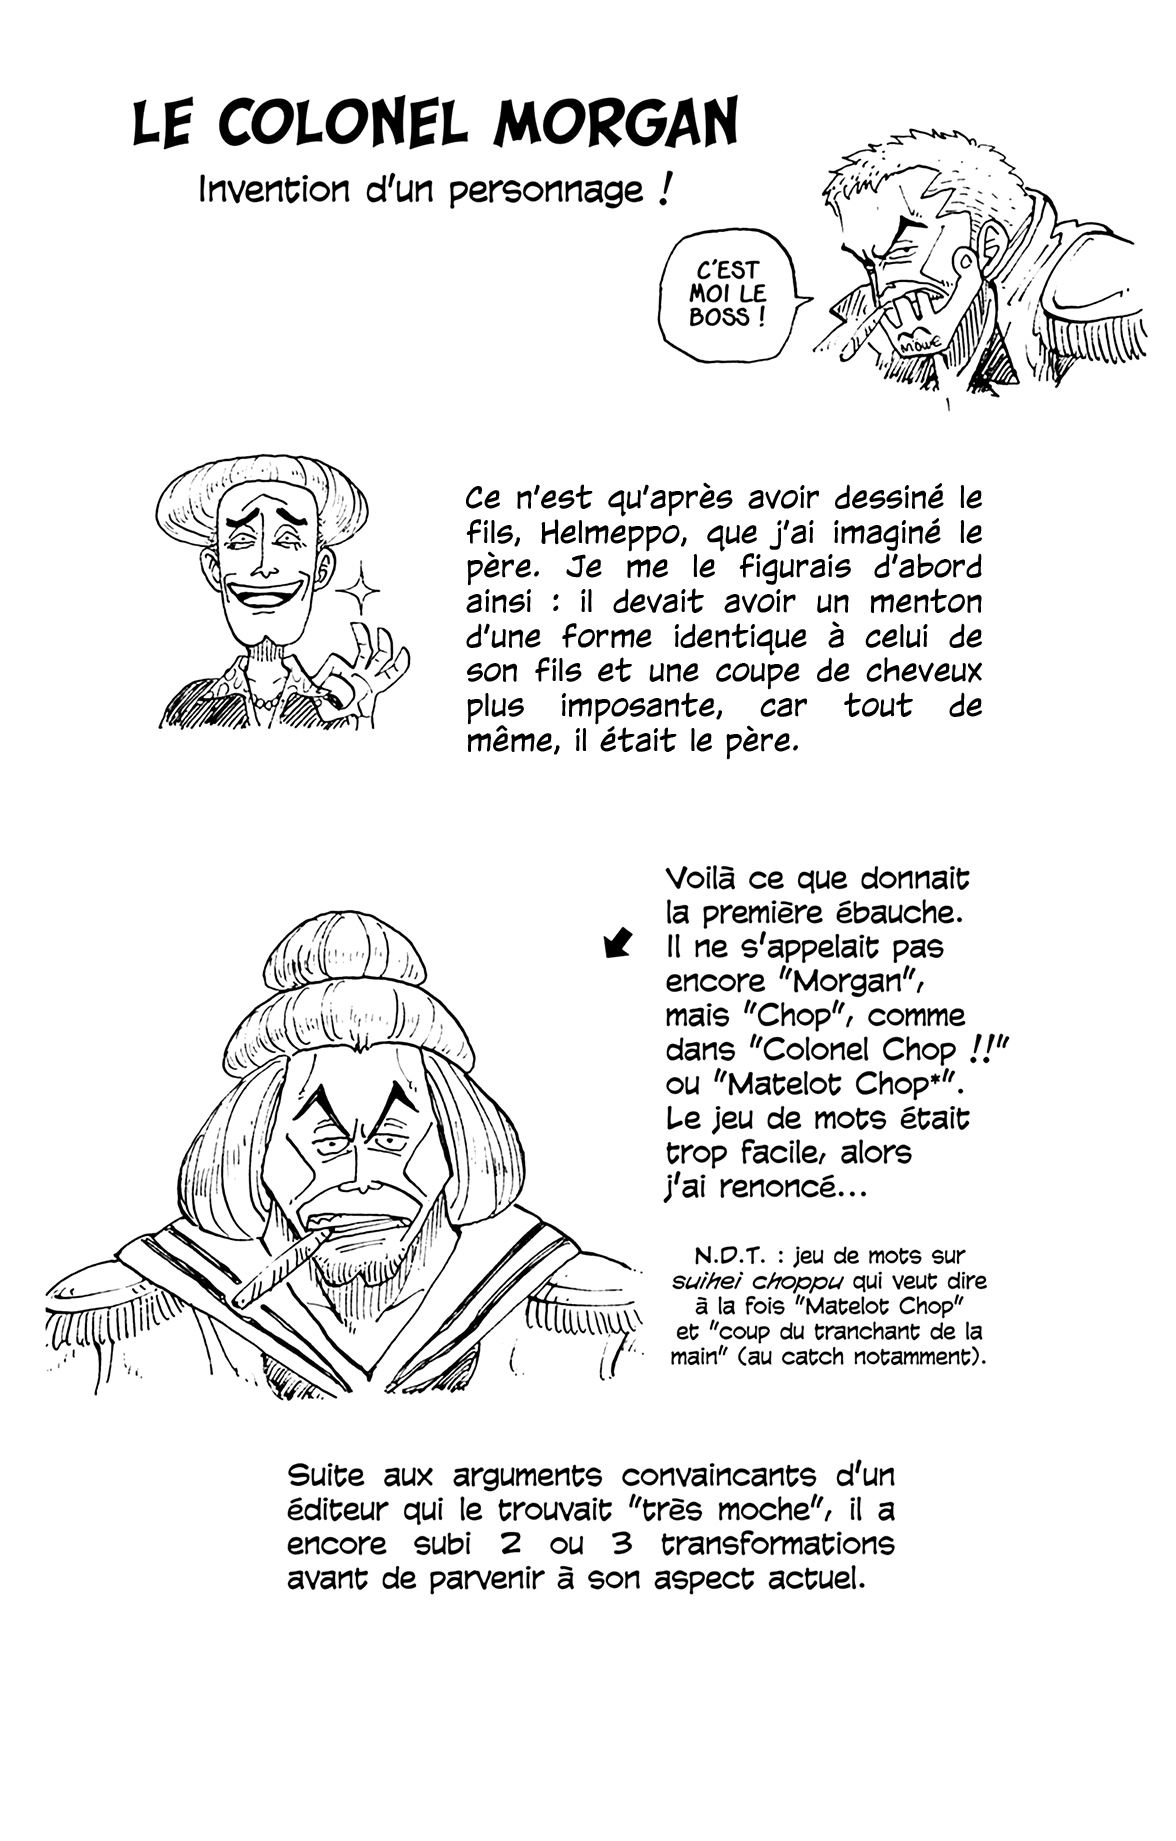 LE COLONEL MORGAN
Invention d'un personnage !
C'EST
MOI LE
BOSS !
Ce n'est qu'après avoir dessiné le
fils, Helmeppo, que j'ai imaginé le
père. Je me le figurais d'abord
ainsi : il devait avoir un menton
d'une forme identique à celui de
son fils et une coupe de cheveux
plus imposante, car tout de
même, il était le père.
Voilà ce que donnait
la première ébauche.
Il ne s'appelait pas
encore "Morgan",
mais "Chop", comme
dans "Colonel Chop !!"
ou "Matelot Chop*".
Le jeu de mots était
trop facile, alors
j'ai renoncé...
N.D.T. : jeu de mots sur
suihei choppu qui veut dire
à la fois "Matelot Chop"
et "coup du tranchant de la
main" (au catch notamment).
Suite aux arguments convaincants d'un
éditeur qui le trouvait "très moche", il a
encore subi 2 ou 3 transformations
avant de parvenir à son aspect actuel.